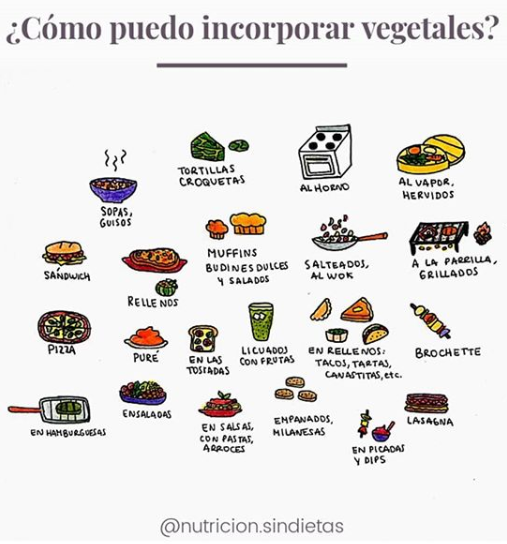 ¿Cómo puedo incorporar vegetales?
SOPAS,
GUISOS
TORTILLAS
CROQUETAS
AL HORNO
AL VAPOR,
HERVIDOS
SANDWICH
RELLENOS
MUFFINS
BUDINES DULCES
Y SALADOS
SALTEADOS,
AL WOK
A LA PARRILLA,
GRILLADOS
PIZZA
PURÉ
EN LAS
TOSTADAS
LICUADOS
CON FRUTAS
EN RELLENOS:
TACOS, TARTAS,
CANASTITAS, etc.
BROCHETTE
EN HAMBURGUESAS
ENSALADAS
EN SALSAS,
CON PASTAS,
ARROCES
EMPANADOS,
MILANESAS
EN PICADAS
Y DIPS
LASAGNA
@nutricion.sindietas